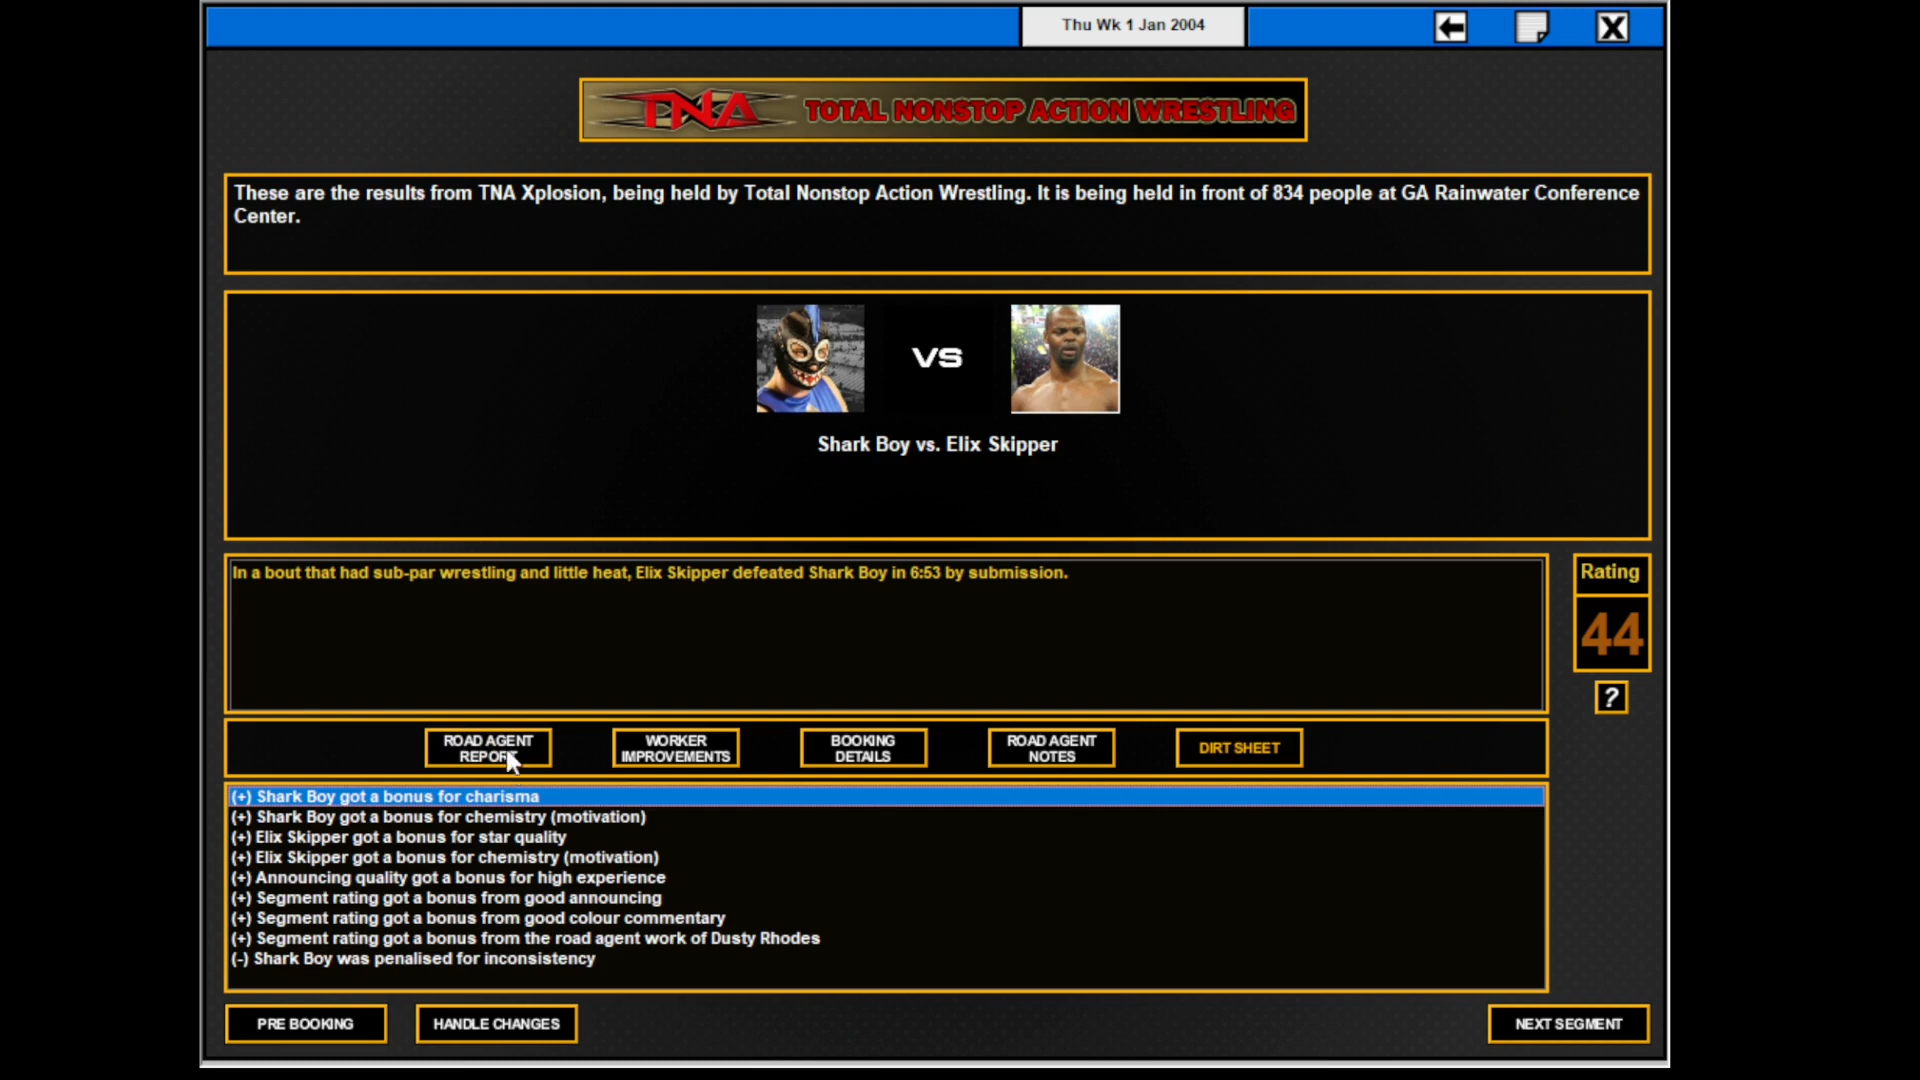 Thu Wk 1 Jan 2004
TNA TOTAL NONSTOP ACTION WRESTLING
These are the results from TNA Xplosion, being held by Total Nonstop Action Wrestling. It is being held in front of 834 people at GA Rainwater Conference
Center.
VS
Shark Boy vs. Elix Skipper
In a bout that had sub-par wrestling and little heat, Elix Skipper defeated Shark Boy in 6:53 by submission.
Rating
44
?
ROAD AGENT
REPORT
WORKER
IMPROVEMENTS
BOOKING
DETAILS
ROAD AGENT
NOTES
DIRT SHEET
(+) Shark Boy got a bonus for charisma
(+) Shark Boy got a bonus for chemistry (motivation)
(+) Elix Skipper got a bonus for star quality
(+) Elix Skipper got a bonus for chemistry (motivation)
(+) Announcing quality got a bonus for high experience
(+) Segment rating got a bonus from good announcing
(+) Segment rating got a bonus from good colour commentary
(+) Segment rating got a bonus from the road agent work of Dusty Rhodes
(-) Shark Boy was penalised for inconsistency
PRE BOOKING
HANDLE CHANGES
NEXT SEGMENT